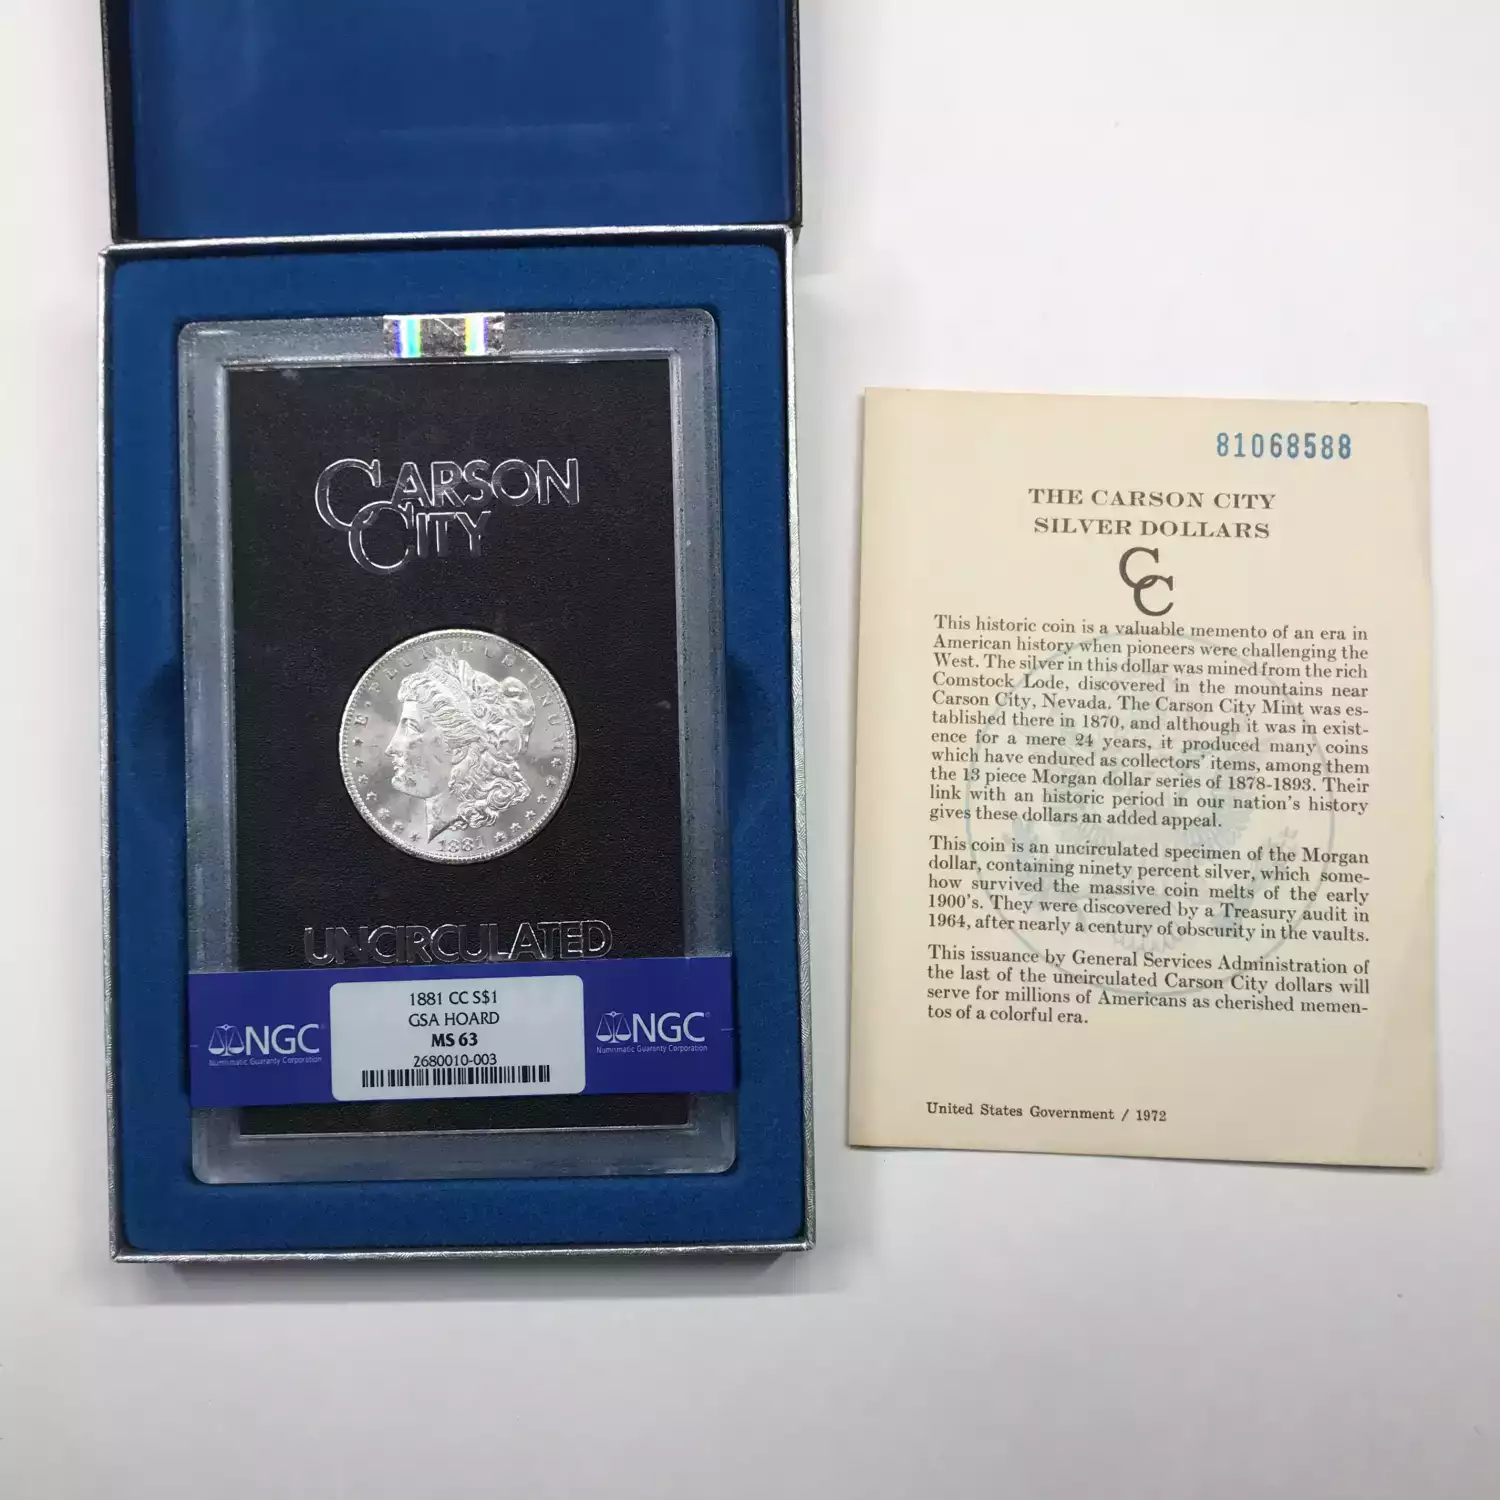 CARSON
CITY
E·PLURIBUS·UNUM
1881
UNCIRCULATED
NGC
Numismatic Guaranty Corporation
1881 CC S$1
GSA HOARD
MS 63
2680010-003
NGC
Numismatic Guaranty Corporation
81068588
THE CARSON CITY
SILVER DOLLARS
CC
This historic coin is a valuable memento of an era in
American history when pioneers were challenging the
West. The silver in this dollar was mined from the rich
Comstock Lode, discovered in the mountains near
Carson City, Nevada. The Carson City Mint was es-
tablished there in 1870, and although it was in exist-
ence for a mere 24 years, it produced many coins
which have endured as collectors' items, among them
the 13 piece Morgan dollar series of 1878-1893. Their
link with an historic period in our nation's history
gives these dollars an added appeal.
This coin is an uncirculated specimen of the Morgan
dollar, containing ninety percent silver, which some-
how survived the massive coin melts of the early
1900's. They were discovered by a Treasury audit in
1964, after nearly a century of obscurity in the vaults.
This issuance by General Services Administration of
the last of the uncirculated Carson City dollars will
serve for millions of Americans as cherished memen-
tos of a colorful era.
United States Government / 1972